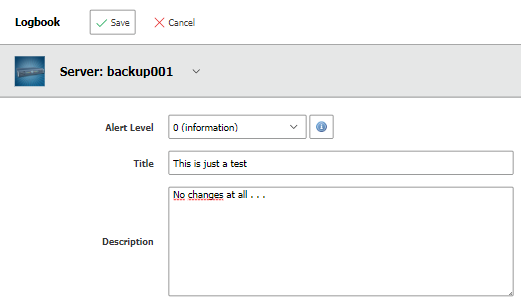 Logbook Save Cancel
Server: backup001
Alert Level 0 (information)
Title This is just a test
No changes at all . . .
Description